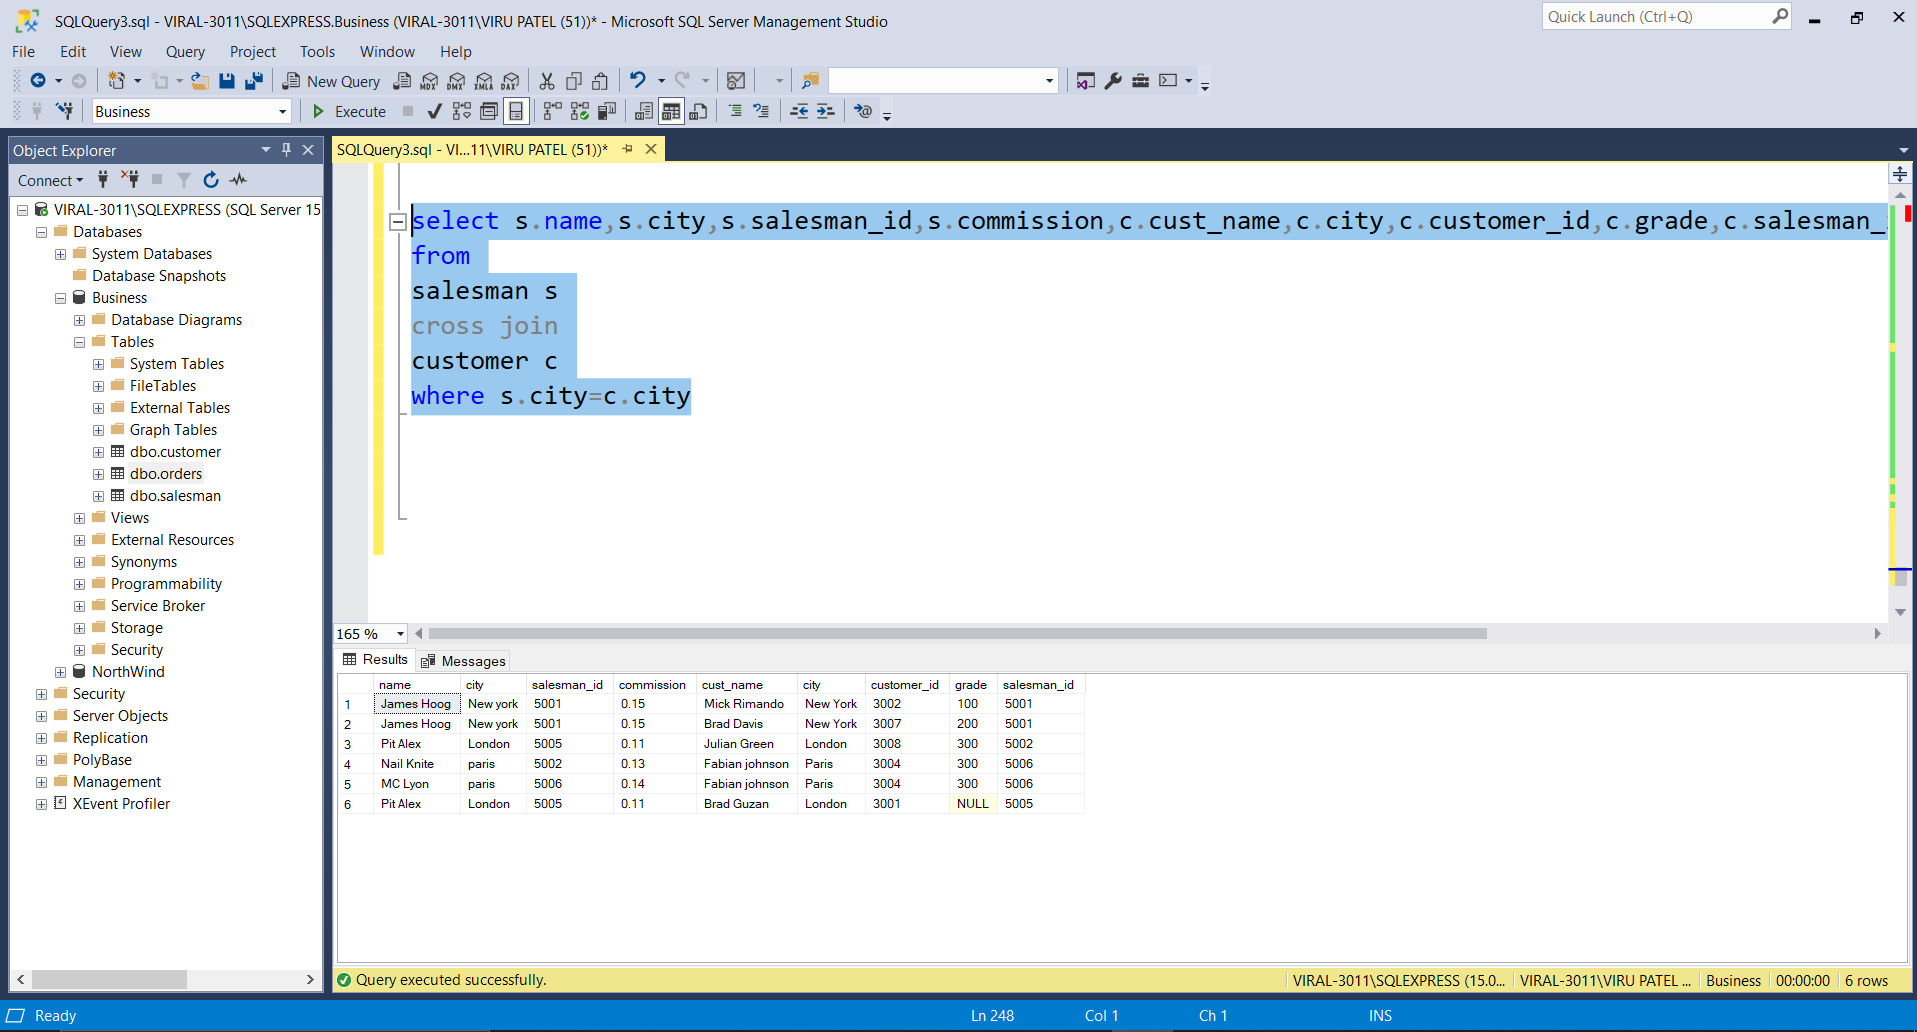 SQLQuery3.sql - VIRAL-3011\SQLEXPRESS.Business (VIRAL-3011\VIRU PATEL (51))* - Microsoft SQL Server Management Studio
Quick Launch (Ctrl+Q)
File Edit View Query Project Tools Window Help
New Query MDX DMX XMLA DAX
Business Execute
Object Explorer
Connect
VIRAL-3011\SQLEXPRESS (SQL Server 15
Databases
System Databases
Database Snapshots
Business
Database Diagrams
Tables
System Tables
FileTables
External Tables
Graph Tables
dbo.customer
dbo.orders
dbo.salesman
Views
External Resources
Synonyms
Programmability
Service Broker
Storage
Security
NorthWind
Security
Server Objects
Replication
PolyBase
Management
XEvent Profiler
SQLQuery3.sql - VI...11\VIRU PATEL (51))*
select s.name,s.city,s.salesman_id,s.commission,c.cust_name,c.city,c.customer_id,c.grade,c.salesman_
from
salesman s
cross join
customer c
where s.city=c.city
165 %
Results Messages
name city salesman_id commission cust_name city customer_id grade salesman_id
1 James Hoog New york 5001 0.15 Mick Rimando New York 3002 100 5001
2 James Hoog New york 5001 0.15 Brad Davis New York 3007 200 5001
3 Pit Alex London 5005 0.11 Julian Green London 3008 300 5002
4 Nail Knite paris 5002 0.13 Fabian johnson Paris 3004 300 5006
5 MC Lyon paris 5006 0.14 Fabian johnson Paris 3004 300 5006
6 Pit Alex London 5005 0.11 Brad Guzan London 3001 NULL 5005
Query executed successfully. VIRAL-3011\SQLEXPRESS (15.0... VIRAL-3011\VIRU PATEL ... Business 00:00:00 6 rows
Ready Ln 248 Col 1 Ch 1 INS